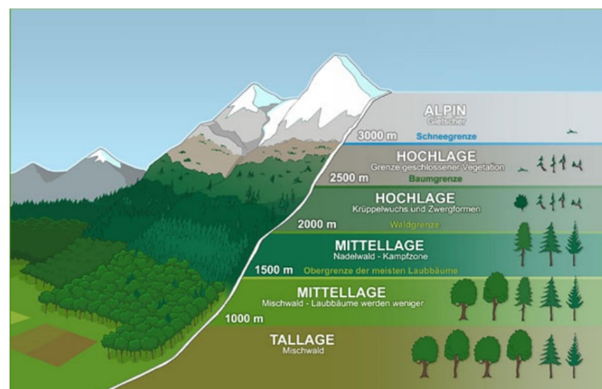 ALPIN
Gletscher
3000 m
Schneegrenze
HOCHLAGE
Grenze geschlossener Vegetation
2500 m
Baumgrenze
HOCHLAGE
Krüppelwuchs und Zwergformen
2000 m
Waldgrenze
MITTELLAGE
Nadelwald - Kampfzone
1500 m
Obergrenze der meisten Laubbäume
MITTELLAGE
Mischwald - Laubbäume werden weniger
1000 m
TALLAGE
Mischwald